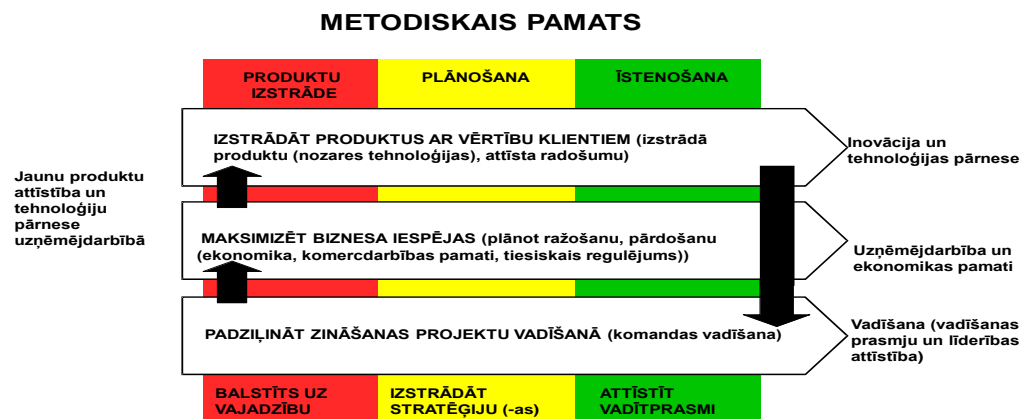 METODISKAIS PAMATS
PRODUKTU
IZSTRĀDE
PLĀNOŠANA
ĪSTENOŠANA
IZSTRĀDĀT PRODUKTUS AR VĒRTĪBU KLIENTIEM (izstrādā
produktu (nozares tehnoloģijas), attīsta radošumu)
Inovācija un
tehnoloģijas pārnese
Jaunu produktu
attīstība un
tehnoloģiju
pārnese
uzņēmējdarbībā
MAKSIMIZĒT BIZNESA IESPĒJAS (plānot ražošanu, pārdošanu
(ekonomika, komercdarbības pamati, tiesiskais regulējums))
Uzņēmējdarbība un
ekonomikas pamati
PADZIĻINĀT ZINĀŠANAS PROJEKTU VADĪŠANĀ (komandas vadīšana)
Vadīšana (vadīšanas
prasmju un līderības
attīstība)
BALSTĪTS UZ
VAJADZĪBU
IZSTRĀDĀT
STRATĒĢIJU (-as)
ATTĪSTĪT
VADĪTPRASMI